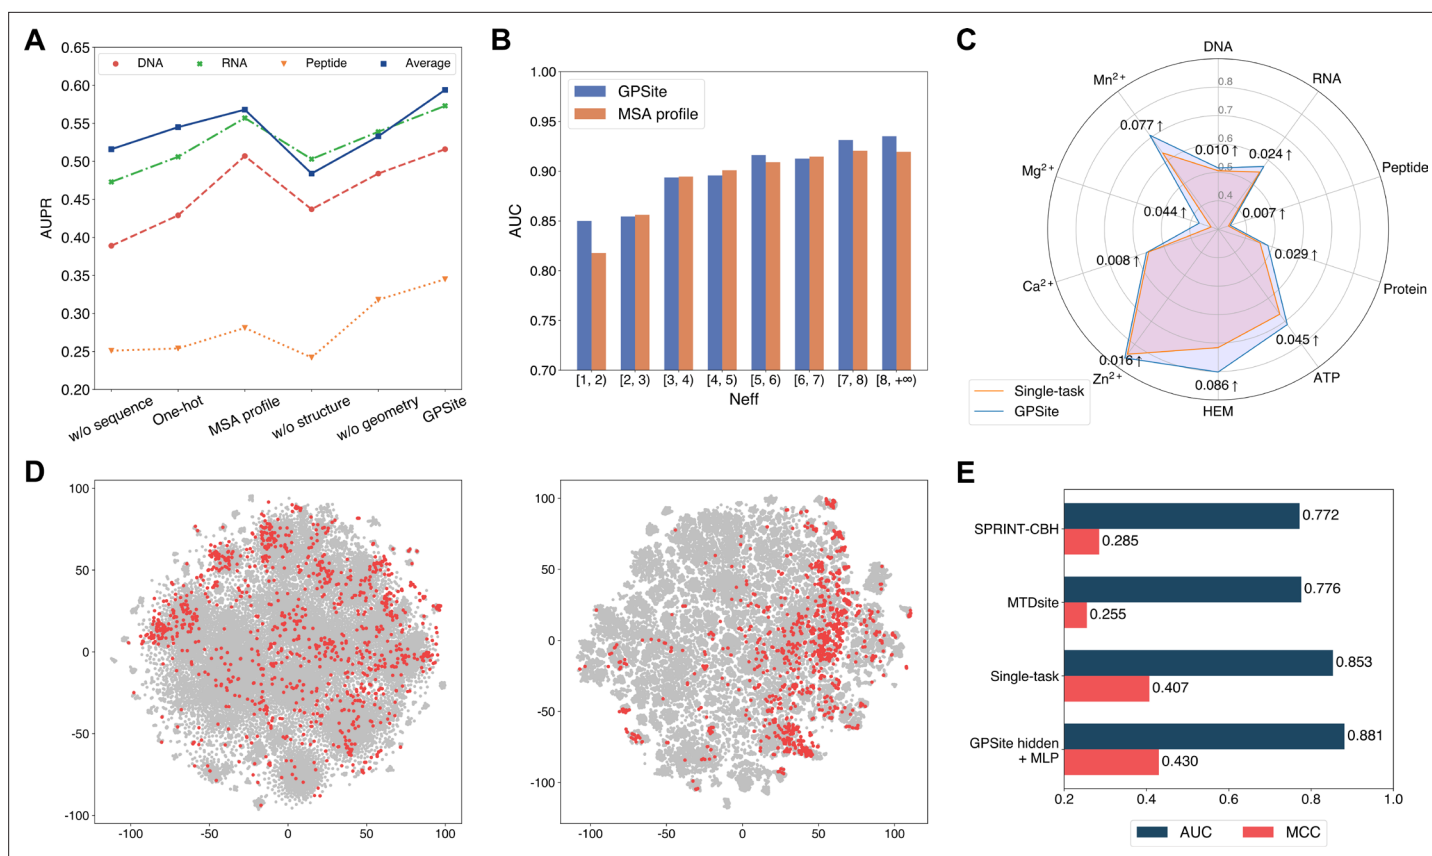 A
0.65
0.60
0.55
0.50
0.45
0.40
0.35
0.30
0.25
0.20
AUPR
DNA
RNA
Peptide
Average
w/o sequence
One-hot
MSA profile
w/o structure
w/o geometry
GPSite
B
1.00
0.95
0.90
0.85
0.80
0.75
0.70
AUC
GPSite
MSA profile
[1, 2)
[2, 3)
[3, 4)
[4, 5)
[5, 6)
[6, 7)
[7, 8)
[8, +∞)
Neff
C
DNA
RNA
Peptide
Protein
ATP
HEM
Zn²⁺
Ca²⁺
Mg²⁺
Mn²⁺
0.8
0.7
0.6
0.5
0.4
0.010 ↑
0.024 ↑
0.007 ↑
0.029 ↑
0.045 ↑
0.086 ↑
0.016 ↑
0.008 ↑
0.044 ↑
0.077 ↑
Single-task
GPSite
D
100
50
0
-50
-100
-100
-50
0
50
100
100
50
0
-50
-100
-100
-50
0
50
100
E
SPRINT-CBH
0.772
0.285
MTDsite
0.776
0.255
Single-task
0.853
0.407
GPSite hidden
+ MLP
0.881
0.430
0.2
0.4
0.6
0.8
1.0
AUC
MCC